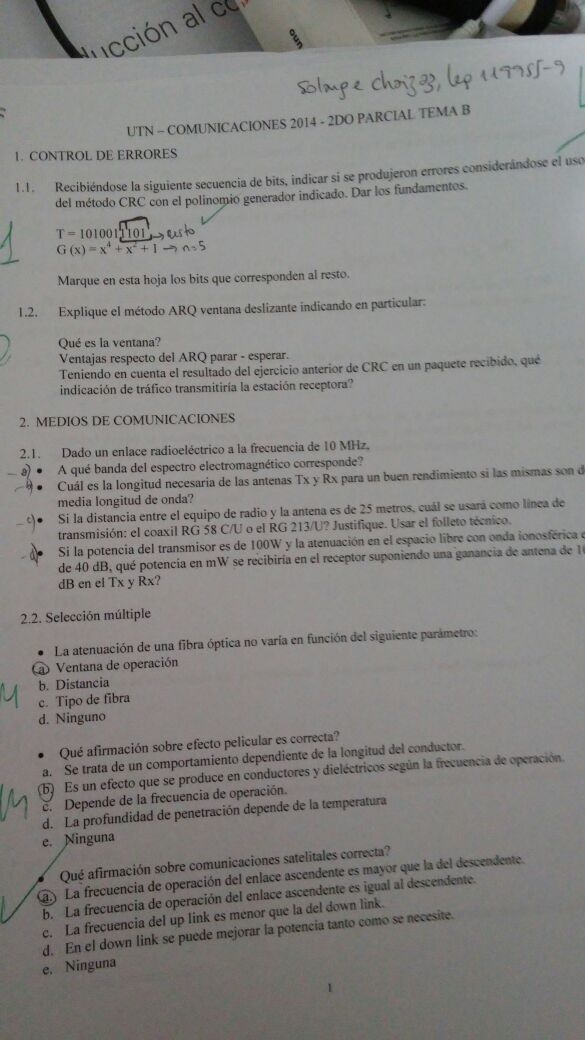 ucción al co
UTN – COMUNICACIONES 2014 - 2DO PARCIAL TEMA B
1. CONTROL DE ERRORES
1.1. Recibiéndose la siguiente secuencia de bits, indicar si se produjeron errores considerándose el uso
del método CRC con el polinomio generador indicado. Dar los fundamentos.
T = 1010011101 → resto
G (x) = x⁴ + x² + 1 → n=5
1
Marque en esta hoja los bits que corresponden al resto.
1.2. Explique el método ARQ ventana deslizante indicando en particular:
Qué es la ventana?
Ventajas respecto del ARQ parar - esperar.
Teniendo en cuenta el resultado del ejercicio anterior de CRC en un paquete recibido, qué
indicación de tráfico transmitiría la estación receptora?
2. MEDIOS DE COMUNICACIONES
2.1. Dado un enlace radioeléctrico a la frecuencia de 10 MHz,
a) • A qué banda del espectro electromagnético corresponde?
b) • Cuál es la longitud necesaria de las antenas Tx y Rx para un buen rendimiento si las mismas son d
media longitud de onda?
c) • Si la distancia entre el equipo de radio y la antena es de 25 metros, cuál se usará como línea de
transmisión: el coaxil RG 58 C/U o el RG 213/U? Justifique. Usar el folleto técnico.
d) • Si la potencia del transmisor es de 100W y la atenuación en el espacio libre con onda ionosférica e
de 40 dB, qué potencia en mW se recibiría en el receptor suponiendo una ganancia de antena de 10
dB en el Tx y Rx?
2.2. Selección múltiple
• La atenuación de una fibra óptica no varía en función del siguiente parámetro:
a. Ventana de operación
b. Distancia
c. Tipo de fibra
d. Ninguno
M
• Qué afirmación sobre efecto pelicular es correcta?
a. Se trata de un comportamiento dependiente de la longitud del conductor.
b. Es un efecto que se produce en conductores y dieléctricos según la frecuencia de operación.
c. Depende de la frecuencia de operación.
d. La profundidad de penetración depende de la temperatura
e. Ninguna
M
• Qué afirmación sobre comunicaciones satelitales correcta?
a. La frecuencia de operación del enlace ascendente es mayor que la del descendente.
b. La frecuencia de operación del enlace ascendente es igual al descendente.
c. La frecuencia del up link es menor que la del down link.
d. En el down link se puede mejorar la potencia tanto como se necesite.
e. Ninguna
1